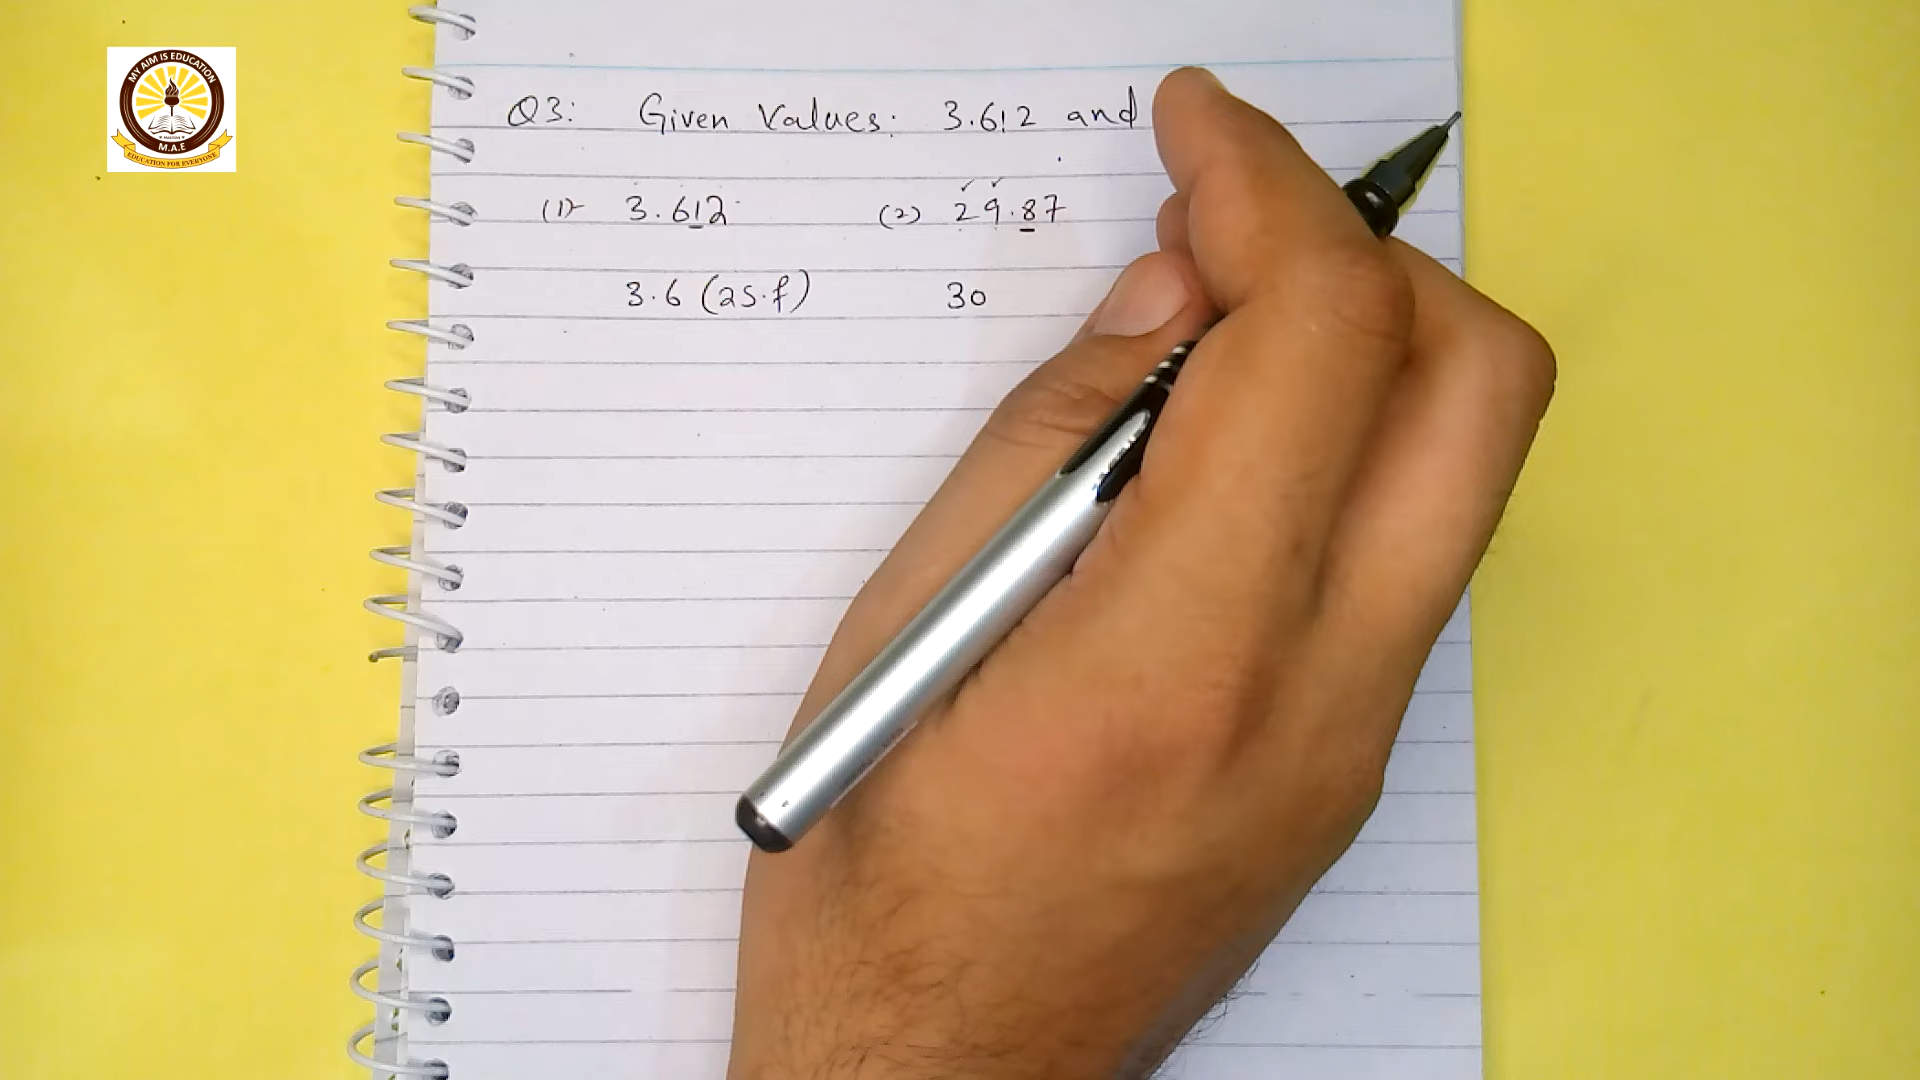 MY AIM IS EDUCATION
M.A.E
EDUCATION FOR EVERYONE
Q3: Given Values: 3.612 and
(1) 3.612 (2) 29.87
3.6 (2S.f) 30